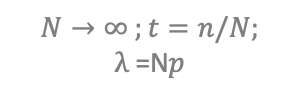 N → ∞ ; t = n/N;
λ =Np